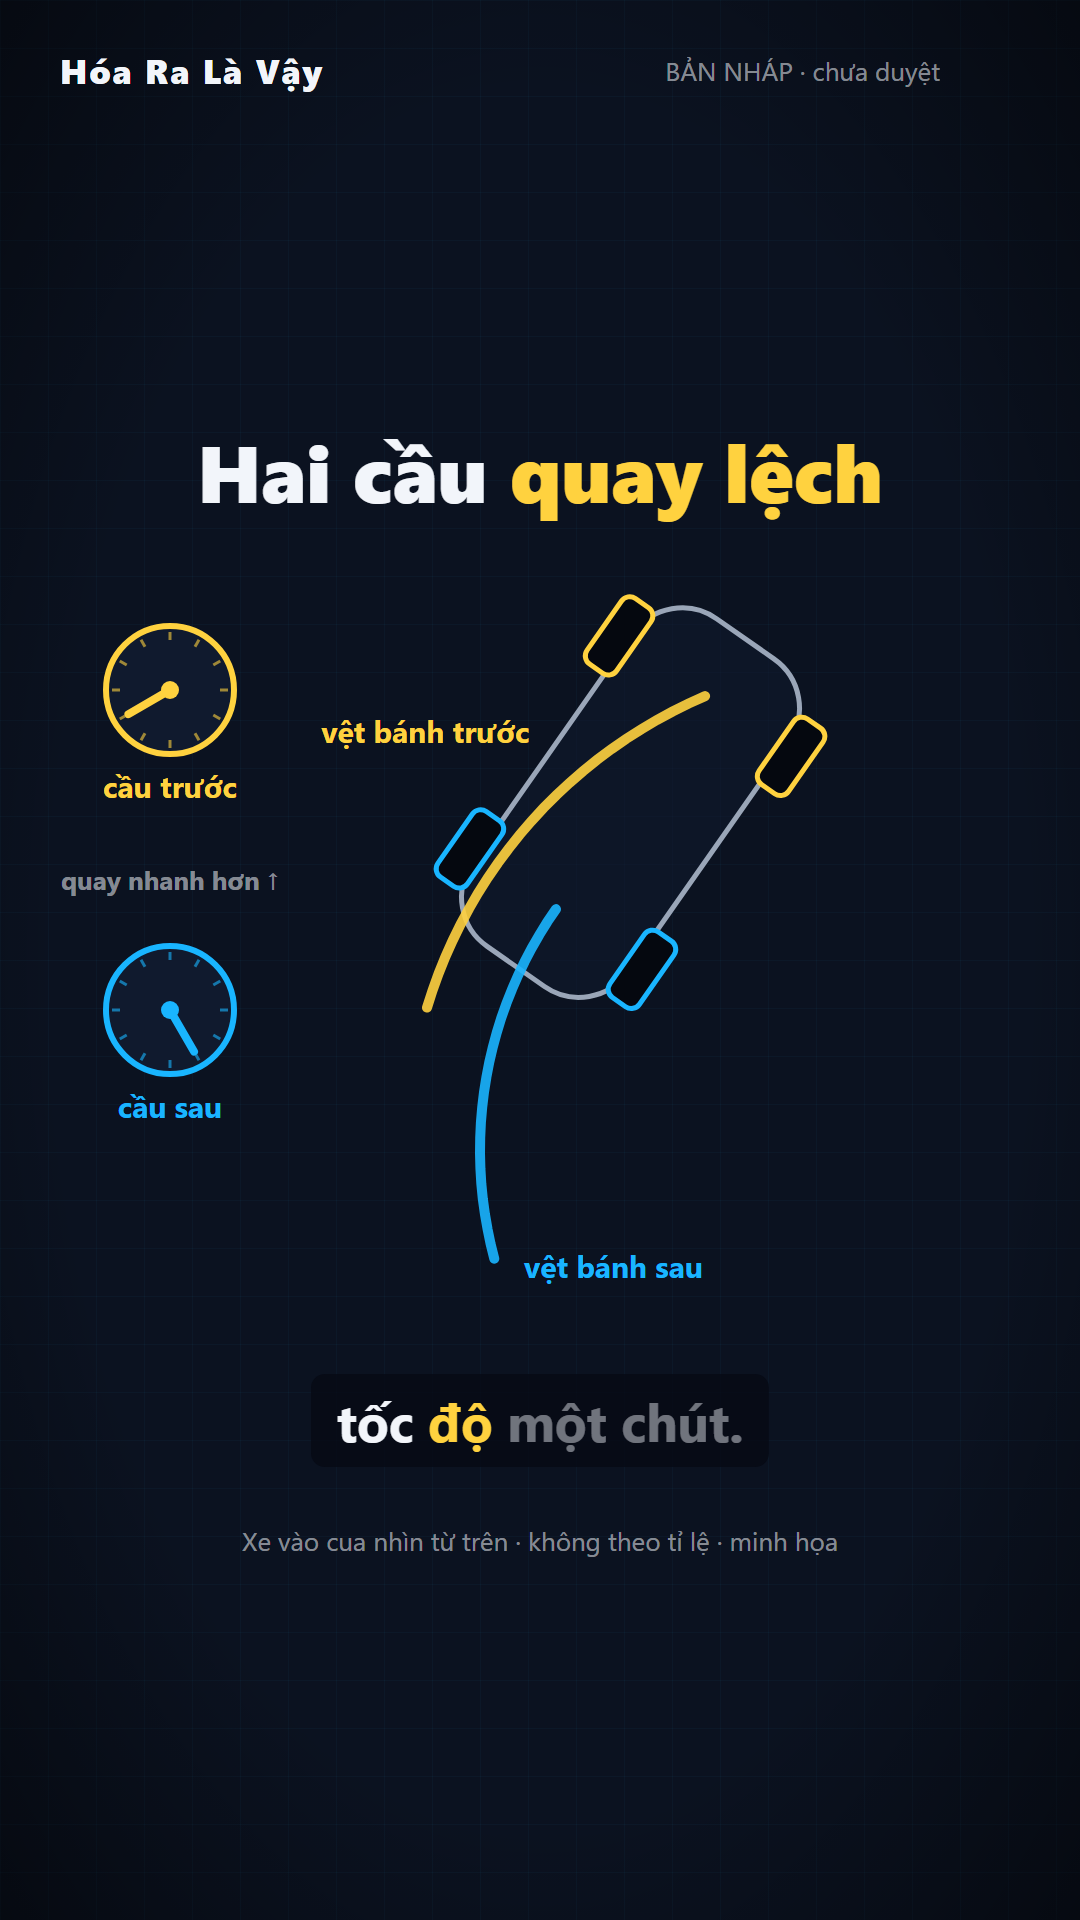 Hóa Ra Là Vậy
BẢN NHÁP · chưa duyệt
Hai cầu quay lệch
vệt bánh trước
cầu trước
quay nhanh hơn ↑
cầu sau
vệt bánh sau
tốc độ một chút.
Xe vào cua nhìn từ trên · không theo tỉ lệ · minh họa